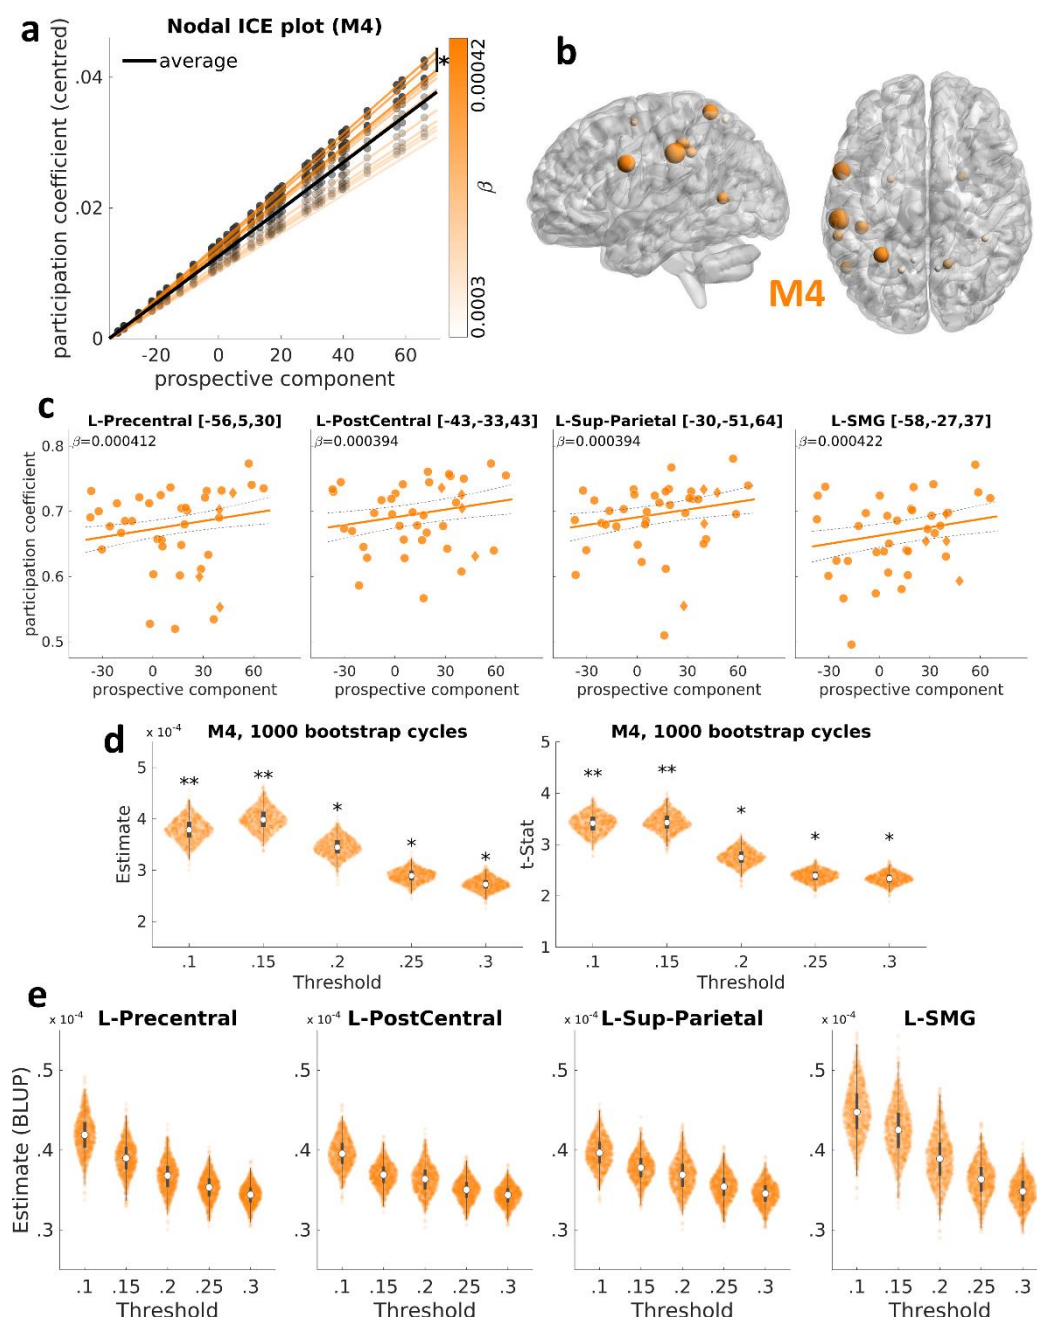 a
Nodal ICE plot (M4)
average
*
participation coefficient (centred)
.04
.02
0
-20 0 20 40 60
prospective component
0.00042
β
0.0003
b
M4
c
L-Precentral [-56,5,30]
β=0.000412
L-PostCentral [-43,-33,43]
β=0.000394
L-Sup-Parietal [-30,-51,64]
β=0.000394
L-SMG [-58,-27,37]
β=0.000422
participation coefficient
0.8
0.7
0.6
0.5
-30 0 30 60
-30 0 30 60
-30 0 30 60
-30 0 30 60
prospective component
prospective component
prospective component
prospective component
d
x 10⁻⁴
M4, 1000 bootstrap cycles
Estimate
5
4
3
2
** ** * * *
.1 .15 .2 .25 .3
Threshold
M4, 1000 bootstrap cycles
t-Stat
5
4
3
2
1
** ** * * *
.1 .15 .2 .25 .3
Threshold
e
x 10⁻⁴
L-Precentral
Estimate (BLUP)
.5
.4
.3
.1 .15 .2 .25 .3
Threshold
x 10⁻⁴
L-PostCentral
.5
.4
.3
.1 .15 .2 .25 .3
Threshold
x 10⁻⁴
L-Sup-Parietal
.5
.4
.3
.1 .15 .2 .25 .3
Threshold
x 10⁻⁴
L-SMG
.5
.4
.3
.1 .15 .2 .25 .3
Threshold